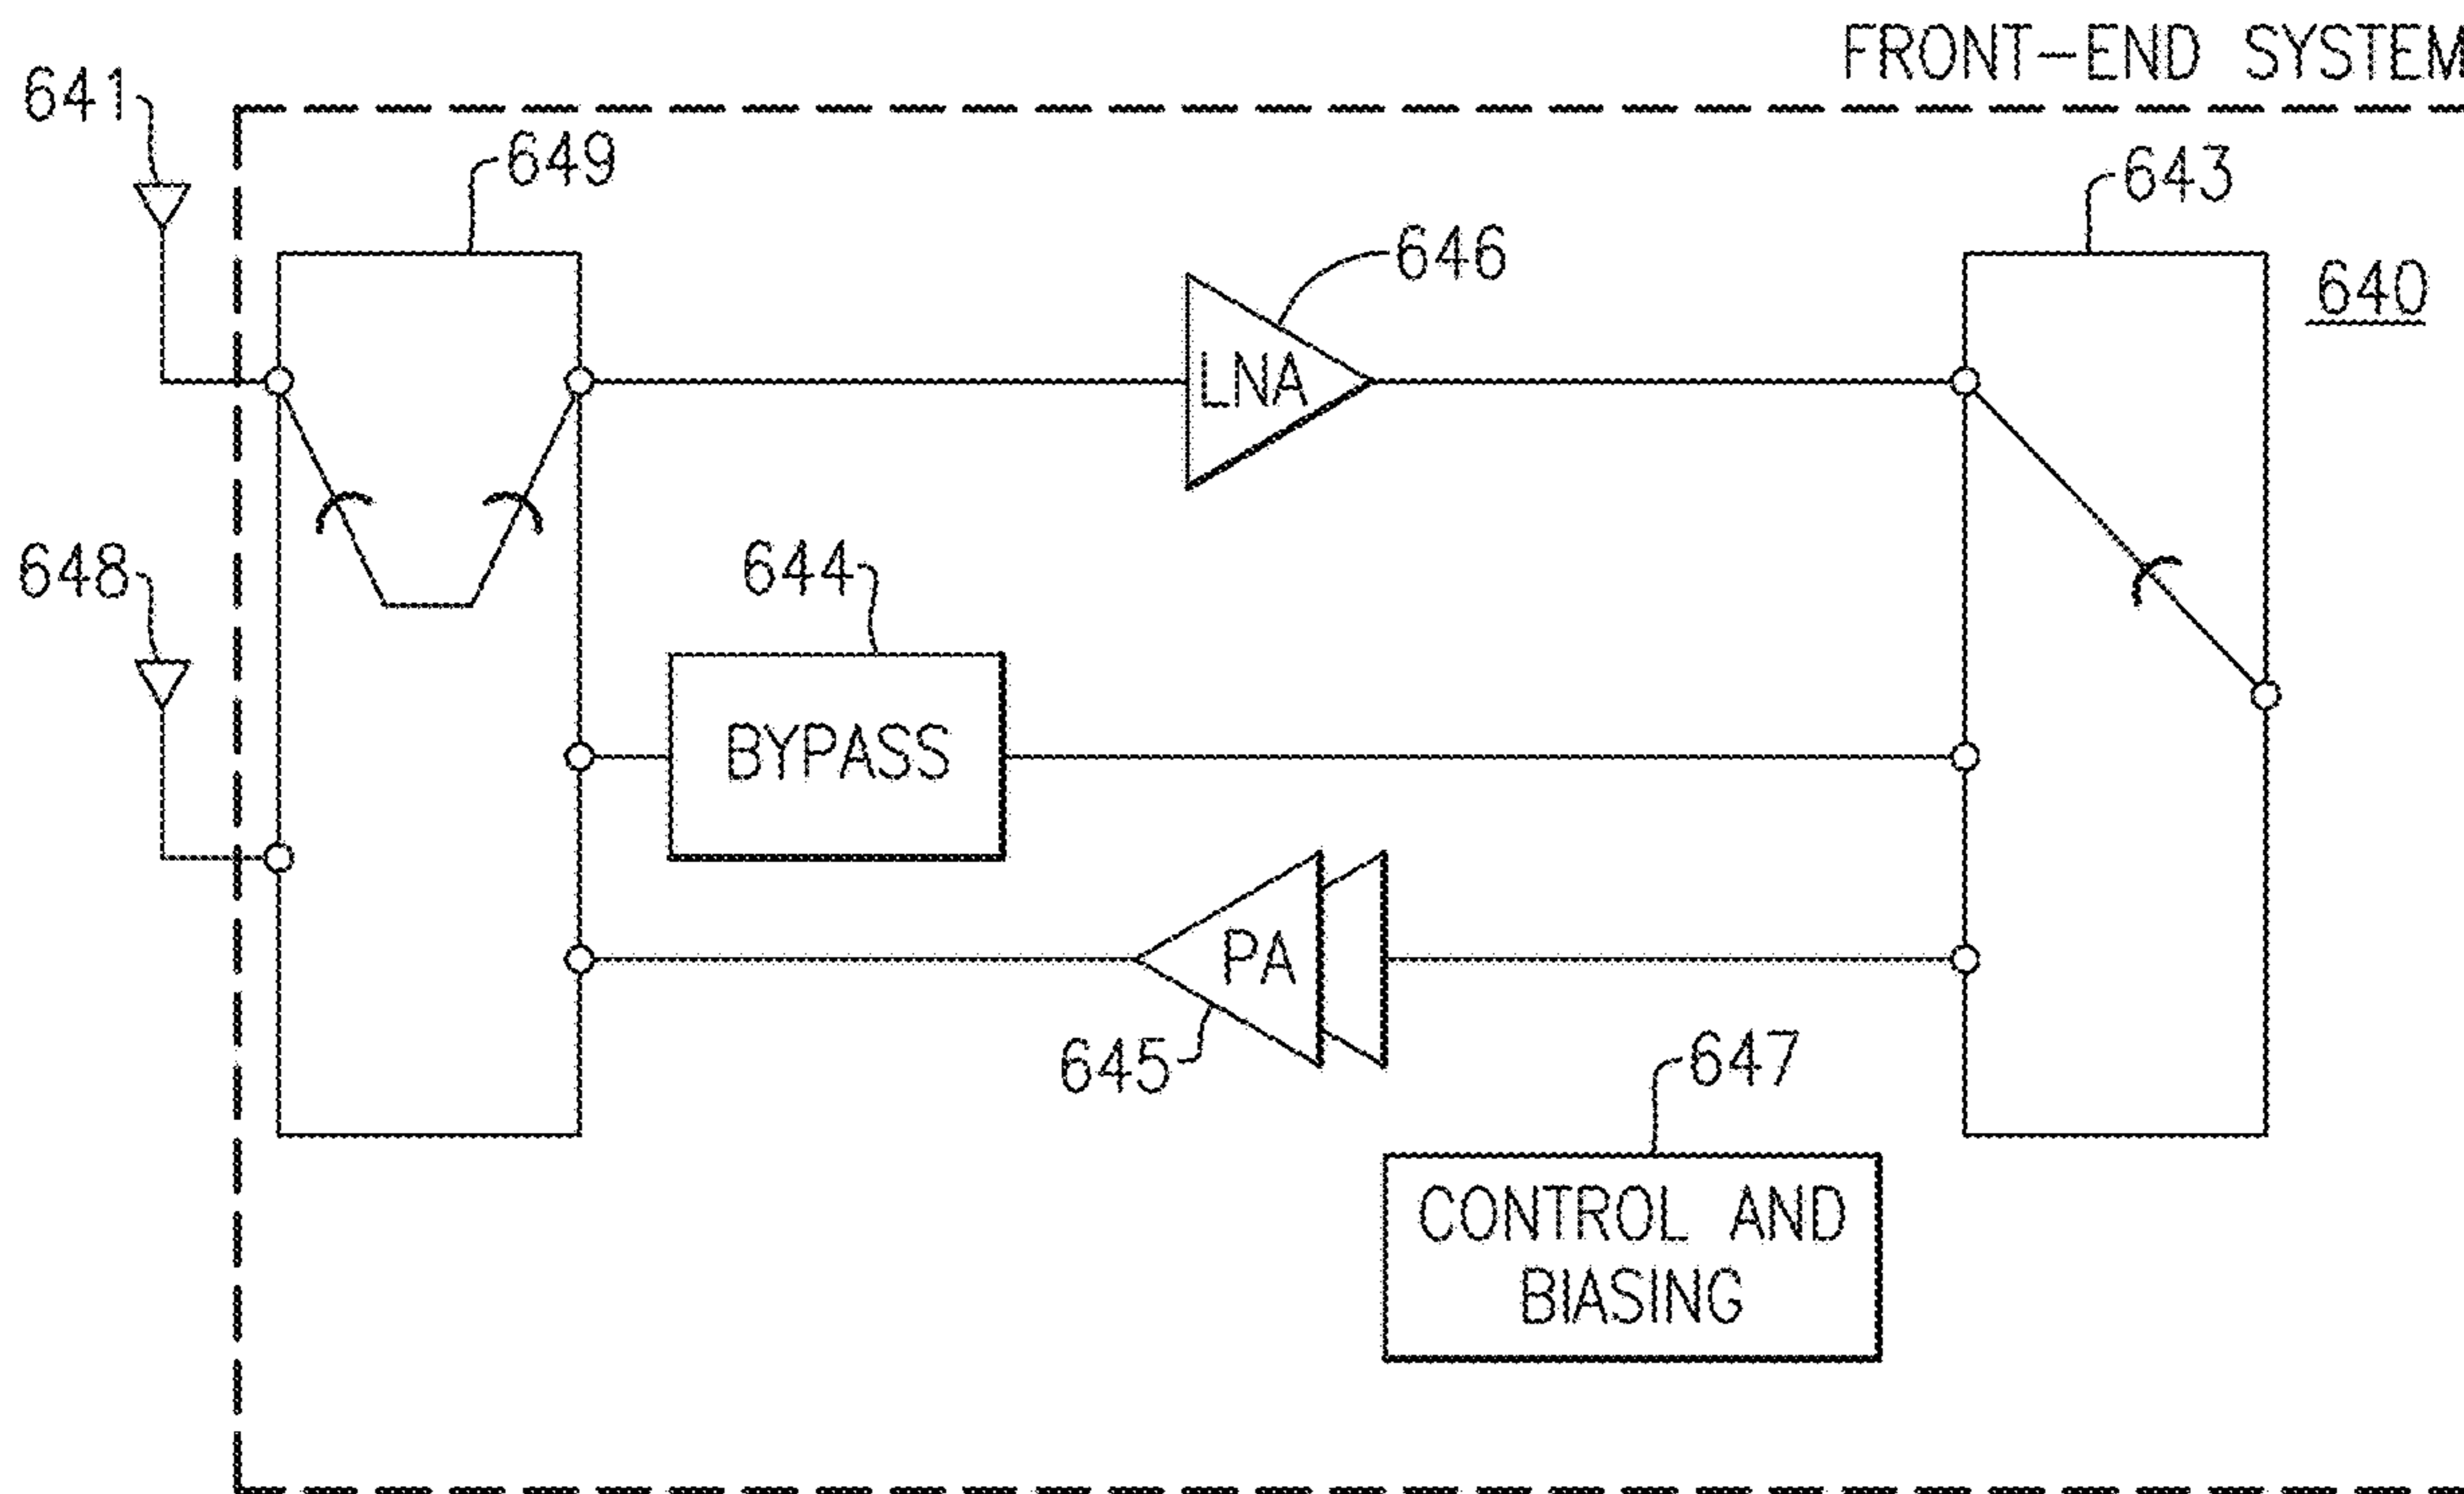 FRONT-END SYSTEM
641
649
643
646
640
LNA
648
644
BYPASS
PA
645
647
CONTROL AND
BIASING